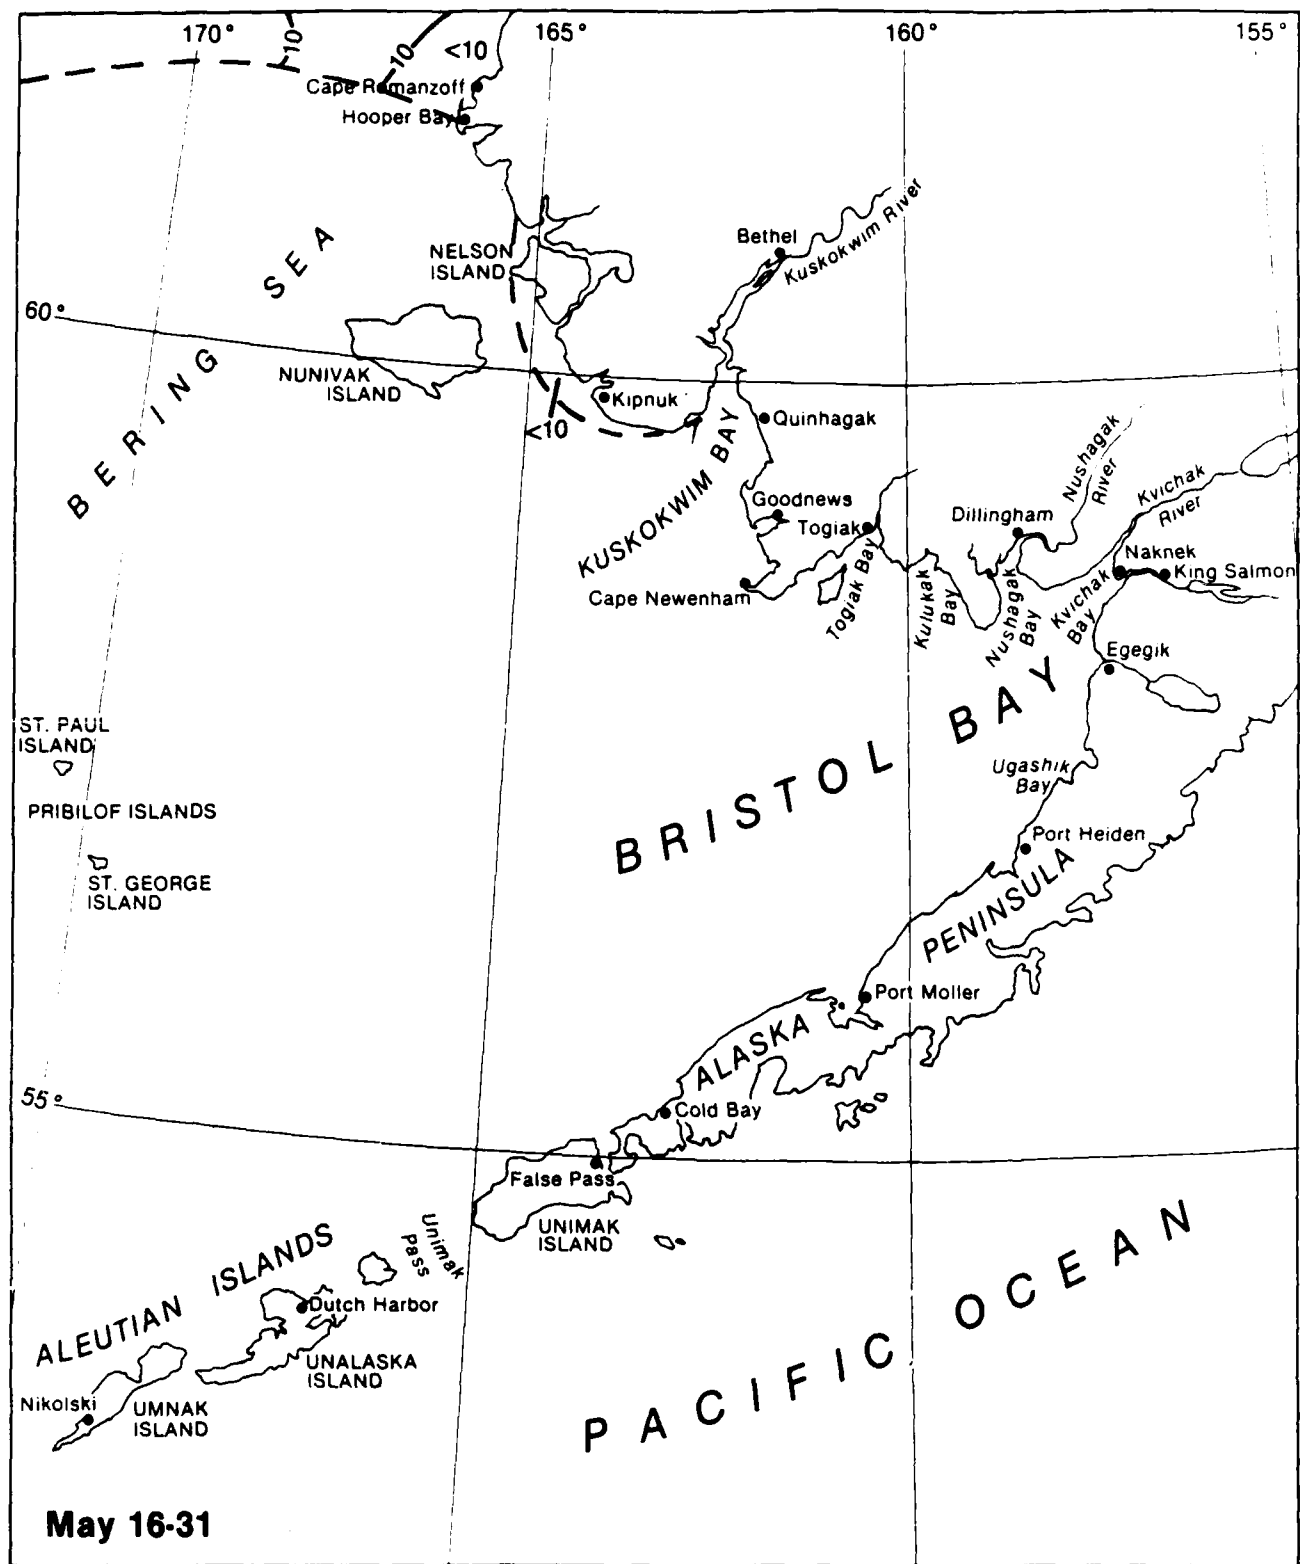 170°
165°
160°
155°
10
10
<10
Cape Romanzoff
Hooper Bay
NELSON
ISLAND
BERING SEA
60°
NUNIVAK
ISLAND
Bethel
Kuskokwim River
Kipnuk
<10
Quinhagak
KUSKOKWIM BAY
Goodnews
Togiak
Cape Newenham
Togiak Bay
Kulukak
Bay
Dillingham
Nushagak
River
Kvichak
River
Naknek
King Salmon
Nushagak
Bay
Kvichak
Bay
Egegik
BRISTOL BAY
ST. PAUL
ISLAND
PRIBILOF ISLANDS
ST. GEORGE
ISLAND
Ugashik
Bay
Port Heiden
ALASKA PENINSULA
Port Moller
55°
Cold Bay
False Pass
UNIMAK
ISLAND
Unimak
Pass
ALEUTIAN ISLANDS
Dutch Harbor
UNALASKA
ISLAND
Nikolski
UMNAK
ISLAND
PACIFIC OCEAN
May 16-31